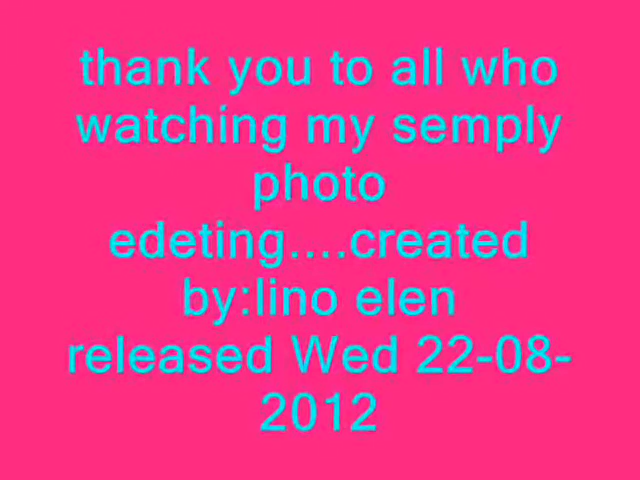 thank you to all who
watching my semply
photo
edeting....created
by:lino elen
released Wed 22-08-
2012